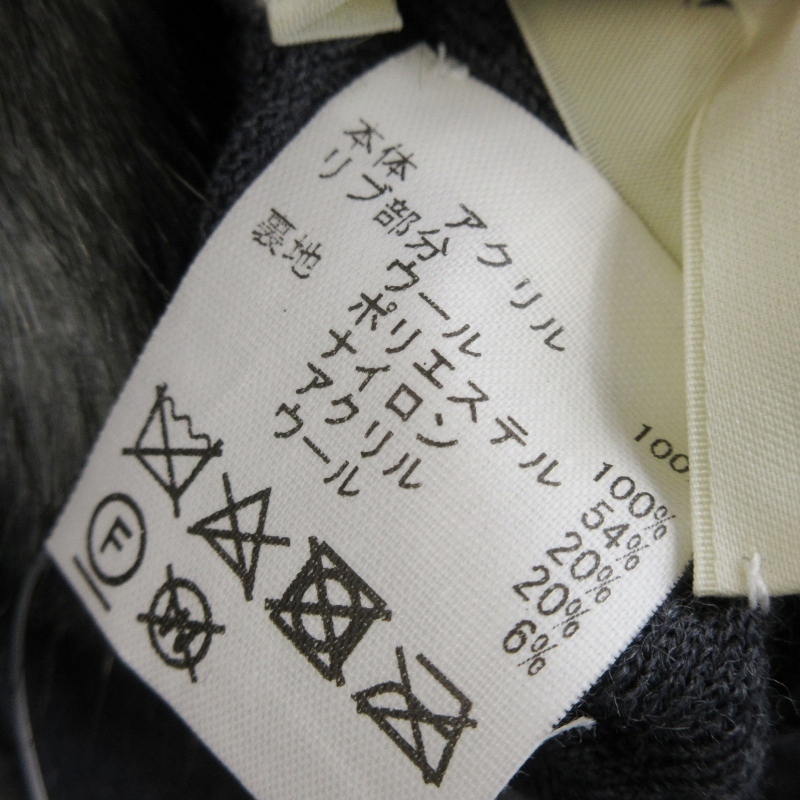 本体 アクリル 100
リブ部分 ウール 100%
裏地 ポリエステル 54%
ナイロン 20%
アクリル 20%
ウール 6%
F
W